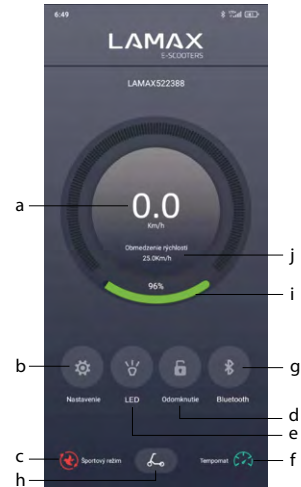 6:49
LAMAX
E-SCOOTERS
LAMAX522388
a
0.0
Km/h
Obmedzenie rýchlosti
25.0Km/h
j
96%
i
b
g
Nastavenie LED Odomknutie Bluetooth
d
e
c Športový režim Tempomat f
h